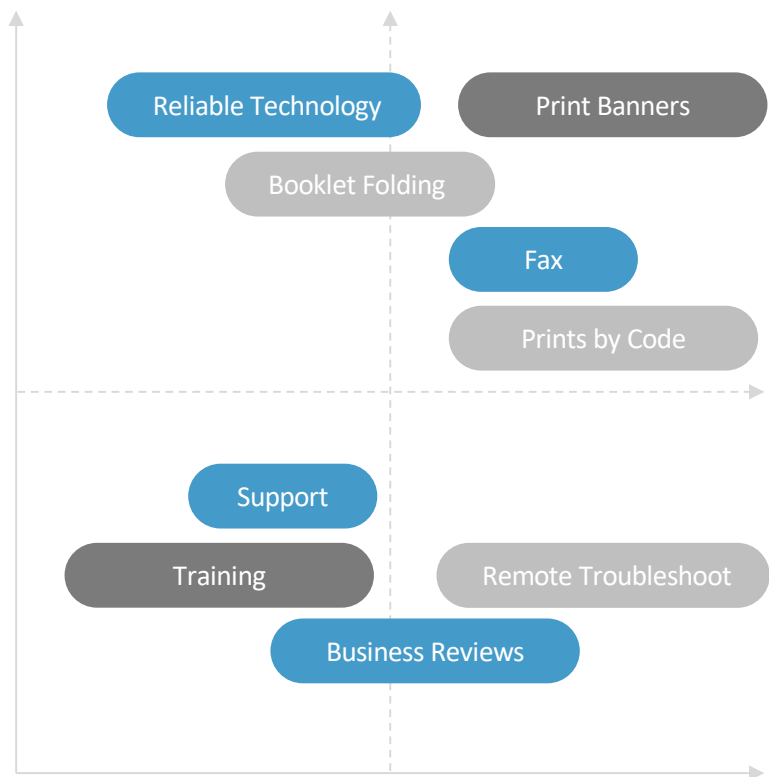 Reliable Technology
Print Banners
Booklet Folding
Fax
Prints by Code
Support
Training
Remote Troubleshoot
Business Reviews